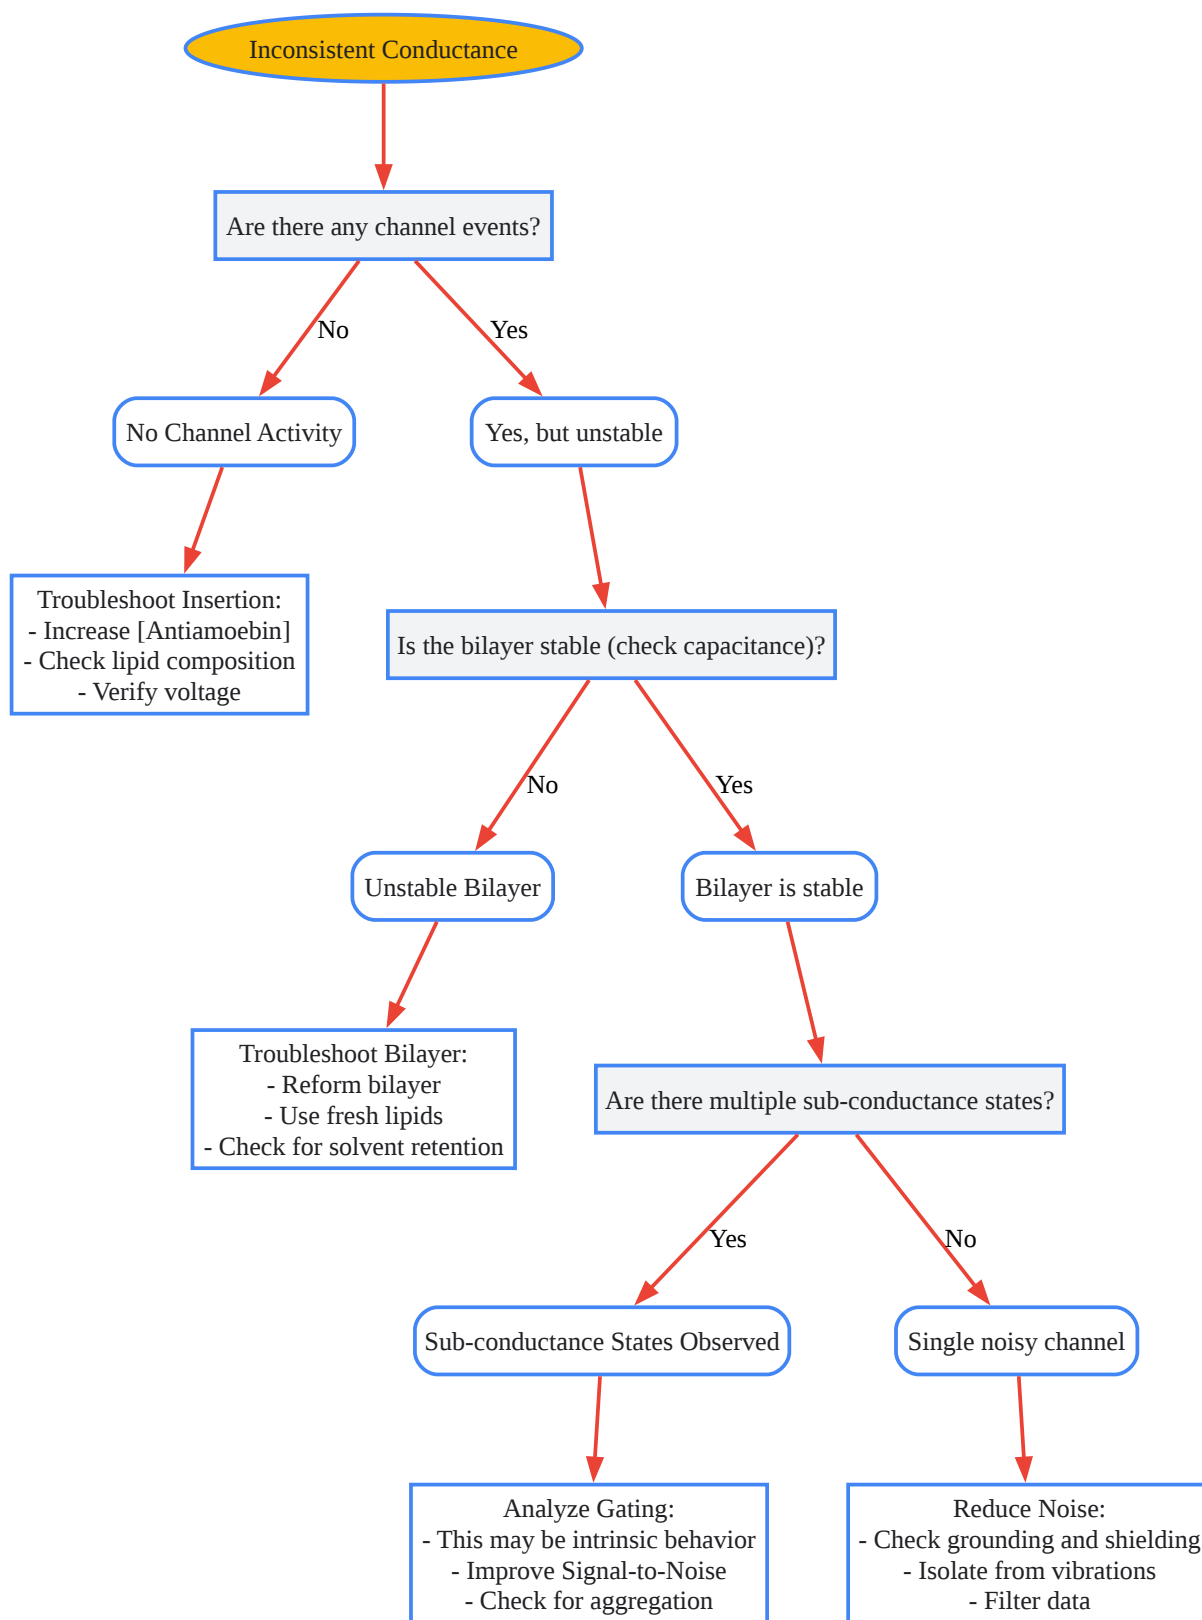 Inconsistent Conductance
Are there any channel events?
No
Yes
No Channel Activity
Yes, but unstable
Troubleshoot Insertion:
- Increase [Antiamoebin]
- Check lipid composition
- Verify voltage
Is the bilayer stable (check capacitance)?
No
Yes
Unstable Bilayer
Bilayer is stable
Troubleshoot Bilayer:
- Reform bilayer
- Use fresh lipids
- Check for solvent retention
Are there multiple sub-conductance states?
Yes
No
Sub-conductance States Observed
Single noisy channel
Analyze Gating:
- This may be intrinsic behavior
- Improve Signal-to-Noise
- Check for aggregation
Reduce Noise:
- Check grounding and shielding
- Isolate from vibrations
- Filter data